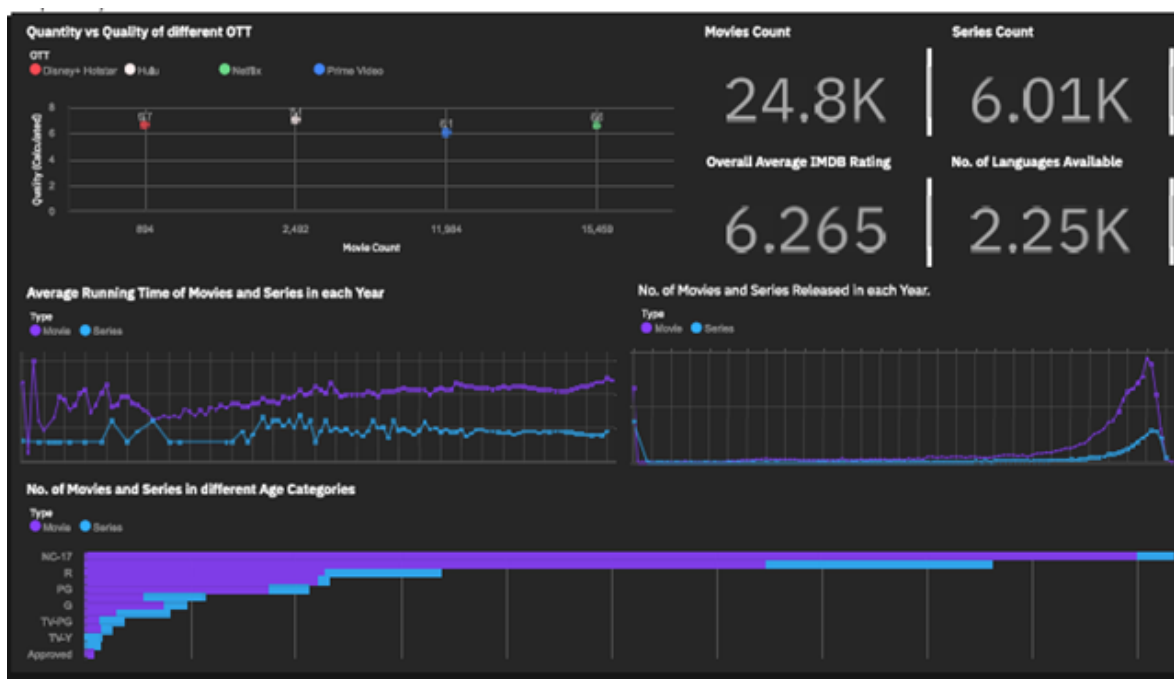 Quantity vs Quality of different OTT
OTT
Disney+ Hotstar Hulu Netflix Prime Video
8
6
4
2
0
Quality (Calculated)
6.7
6.1
894 2,482 11,984 15,459
Movie Count
Movies Count
24.8K
Series Count
6.01K
Overall Average IMDB Rating
6.265
No. of Languages Available
2.25K
Average Running Time of Movies and Series in each Year
Type
Movie Series
No. of Movies and Series Released in each Year.
Type
Movie Series
No. of Movies and Series in different Age Categories
Type
Movie Series
NC-17
R
PG
G
TV-PG
TV-Y
Approved